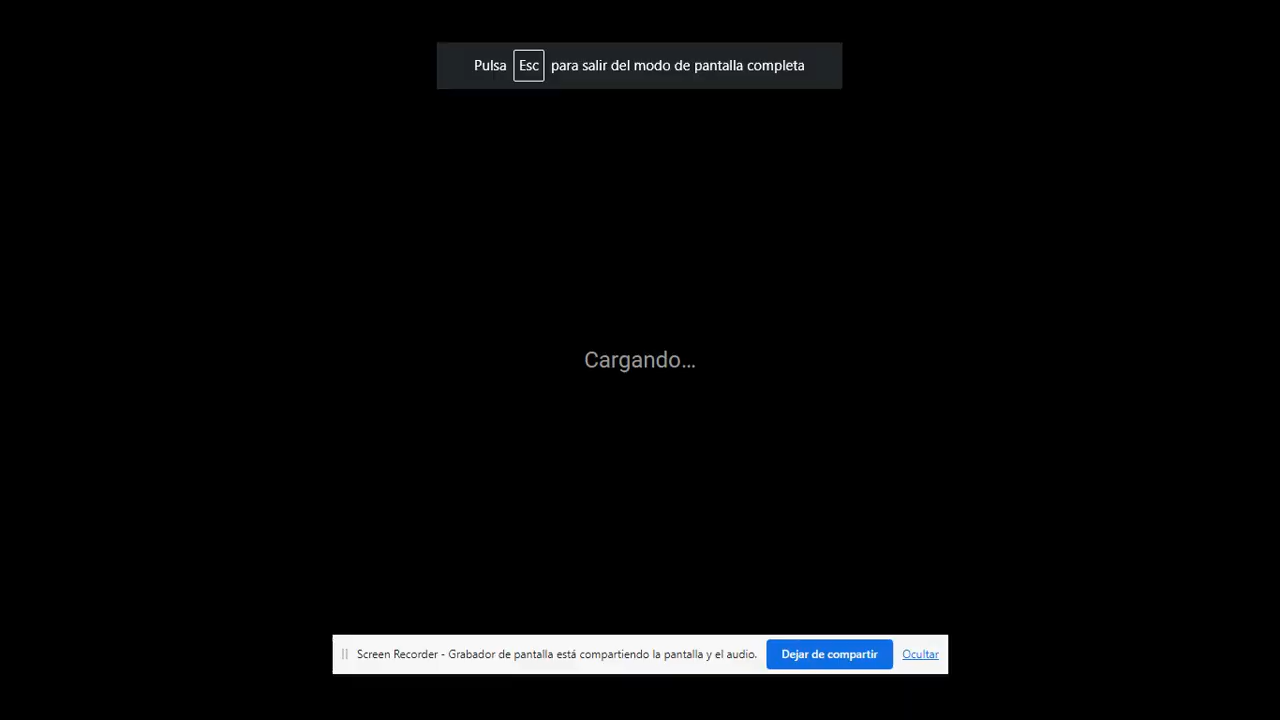 Pulsa Esc para salir del modo de pantalla completa
Cargando...
Screen Recorder - Grabador de pantalla está compartiendo la pantalla y el audio. Dejar de compartir Ocultar